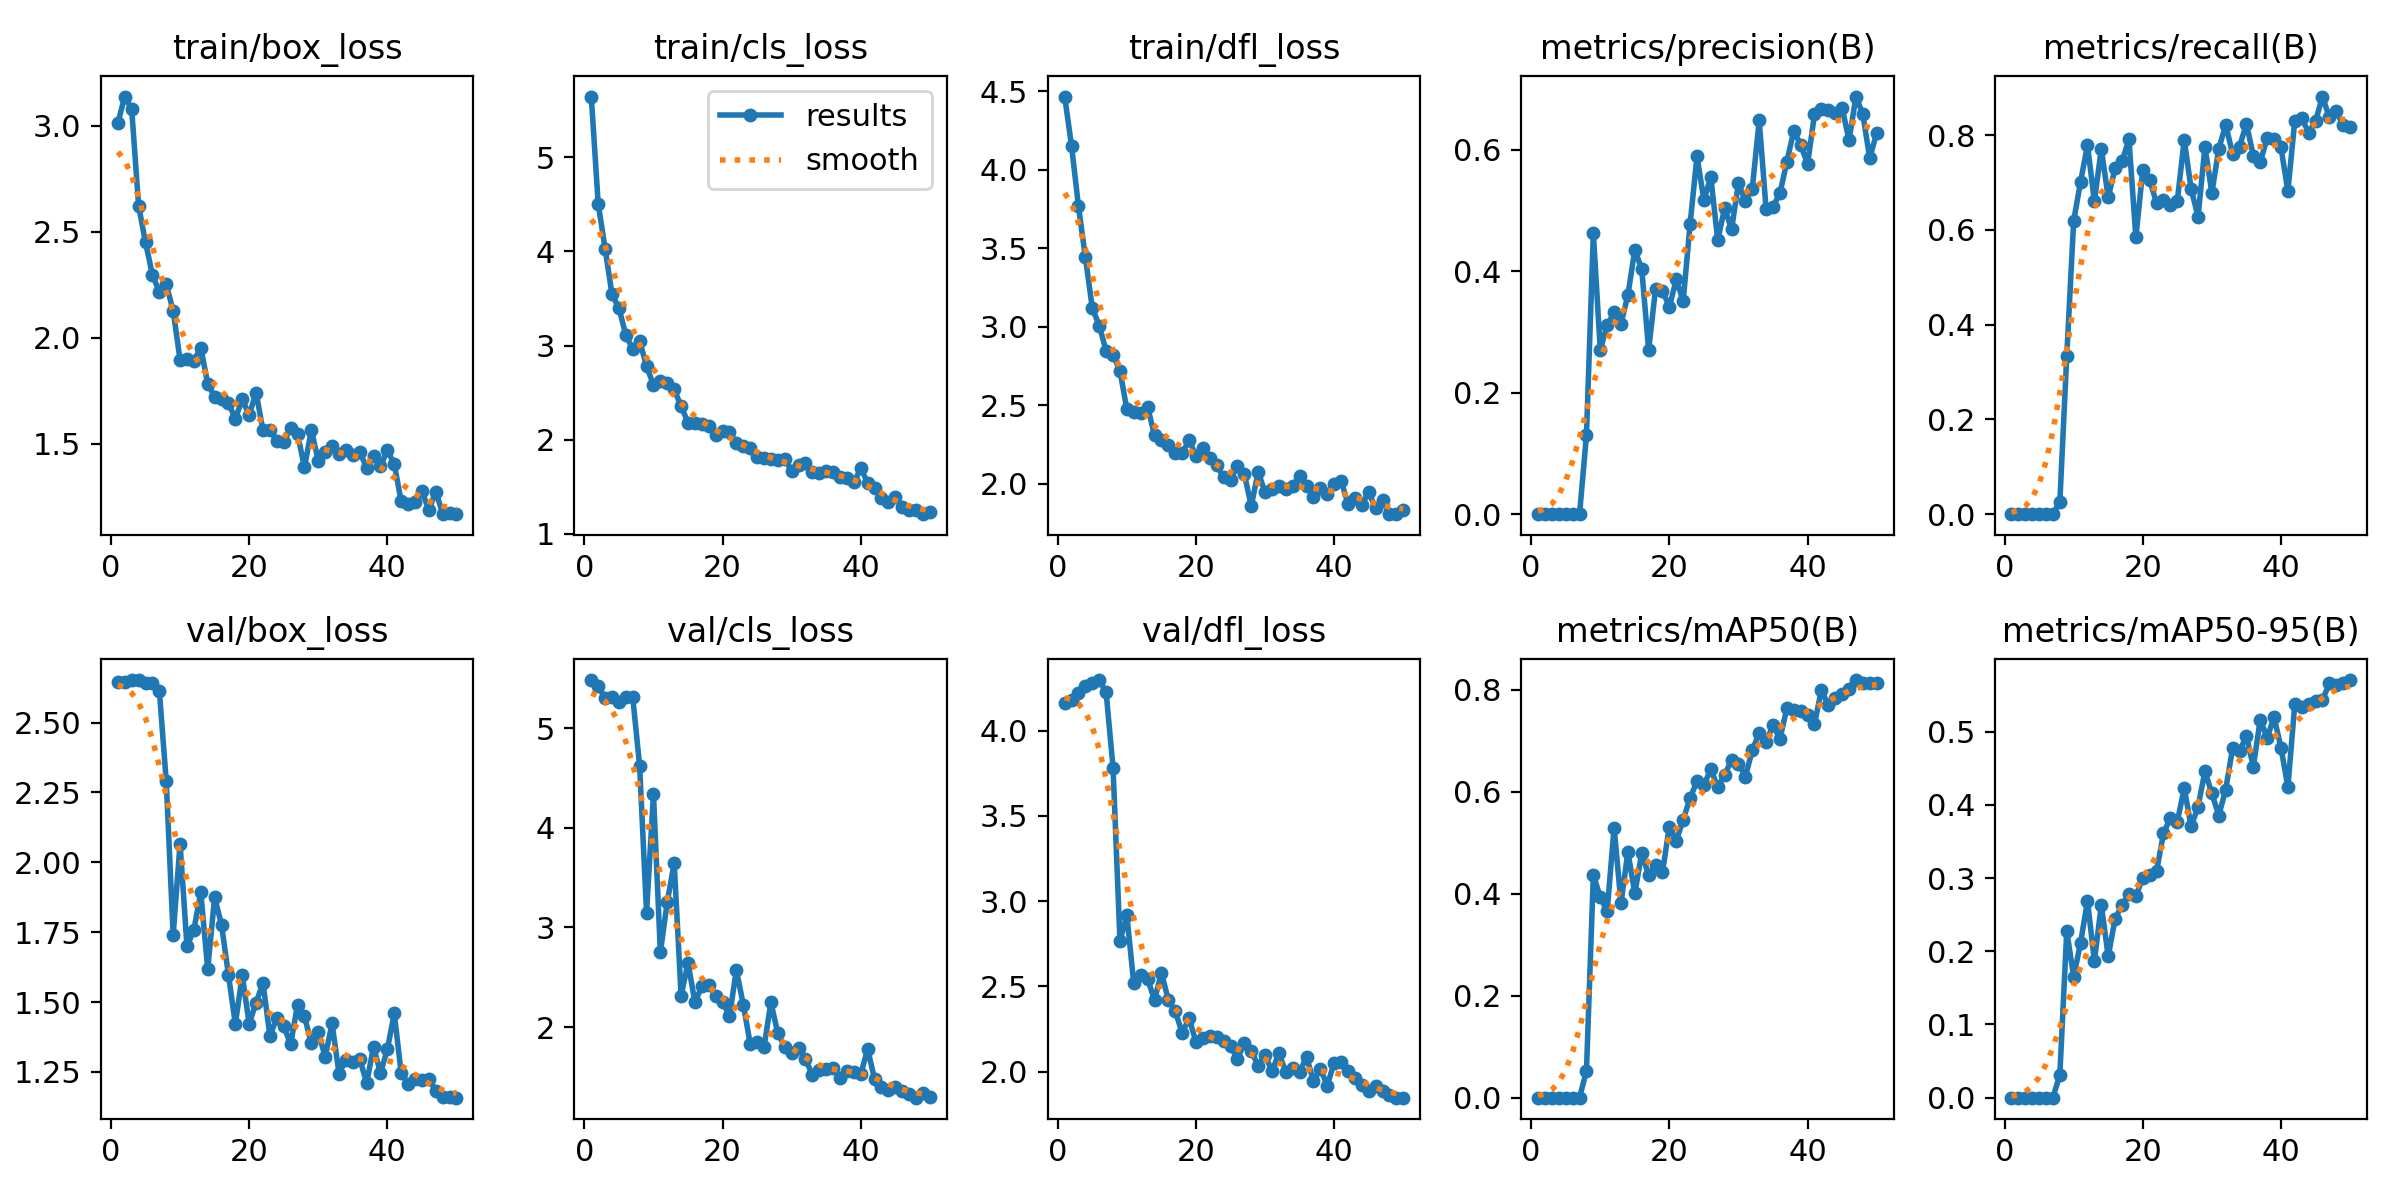 train/box_loss
3.0
2.5
2.0
1.5
0 20 40
train/cls_loss
results
smooth
5
4
3
2
1
0 20 40
train/dfl_loss
4.5
4.0
3.5
3.0
2.5
2.0
0 20 40
metrics/precision(B)
0.6
0.4
0.2
0.0
0 20 40
metrics/recall(B)
0.8
0.6
0.4
0.2
0.0
0 20 40
val/box_loss
2.50
2.25
2.00
1.75
1.50
1.25
0 20 40
val/cls_loss
5
4
3
2
0 20 40
val/dfl_loss
4.0
3.5
3.0
2.5
2.0
0 20 40
metrics/mAP50(B)
0.8
0.6
0.4
0.2
0.0
0 20 40
metrics/mAP50-95(B)
0.5
0.4
0.3
0.2
0.1
0.0
0 20 40